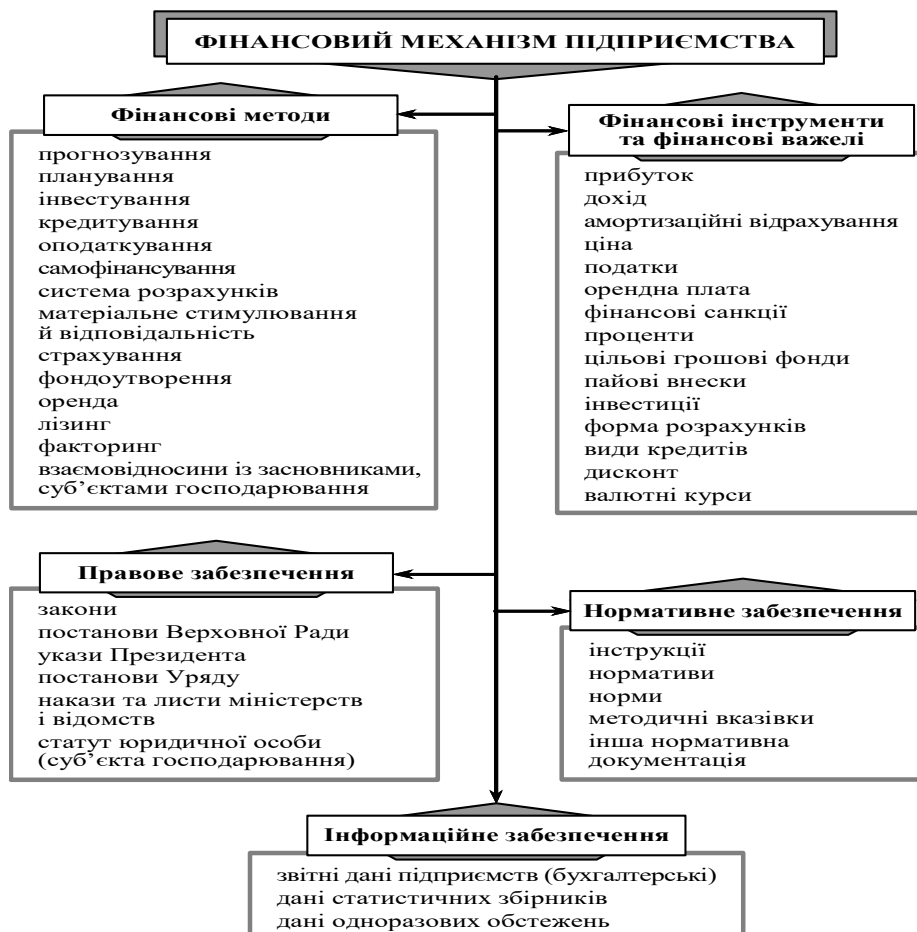 ФІНАНСОВИЙ МЕХАНІЗМ ПІДПРИЄМСТВА
Фінансові методи
прогнозування
планування
інвестування
кредитування
оподаткування
самофінансування
система розрахунків
матеріальне стимулювання
й відповідальність
страхування
фондоутворення
оренда
лізинг
факторинг
взаємовідносини із засновниками,
суб’єктами господарювання
Фінансові інструменти
та фінансові важелі
прибуток
дохід
амортизаційні відрахування
ціна
податки
орендна плата
фінансові санкції
проценти
цільові грошові фонди
пайові внески
інвестиції
форма розрахунків
види кредитів
дисконт
валютні курси
Правове забезпечення
закони
постанови Верховної Ради
укази Президента
постанови Уряду
накази та листи міністерств
і відомств
статут юридичної особи
(суб’єкта господарювання)
Нормативне забезпечення
інструкції
нормативи
норми
методичні вказівки
інша нормативна
документація
Інформаційне забезпечення
звітні дані підприємств (бухгалтерські)
дані статистичних збірників
дані одноразових обстежень